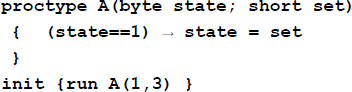 proctype A(byte state; short set)
{ (state==1) → state = set
}
init {run A(1,3) }